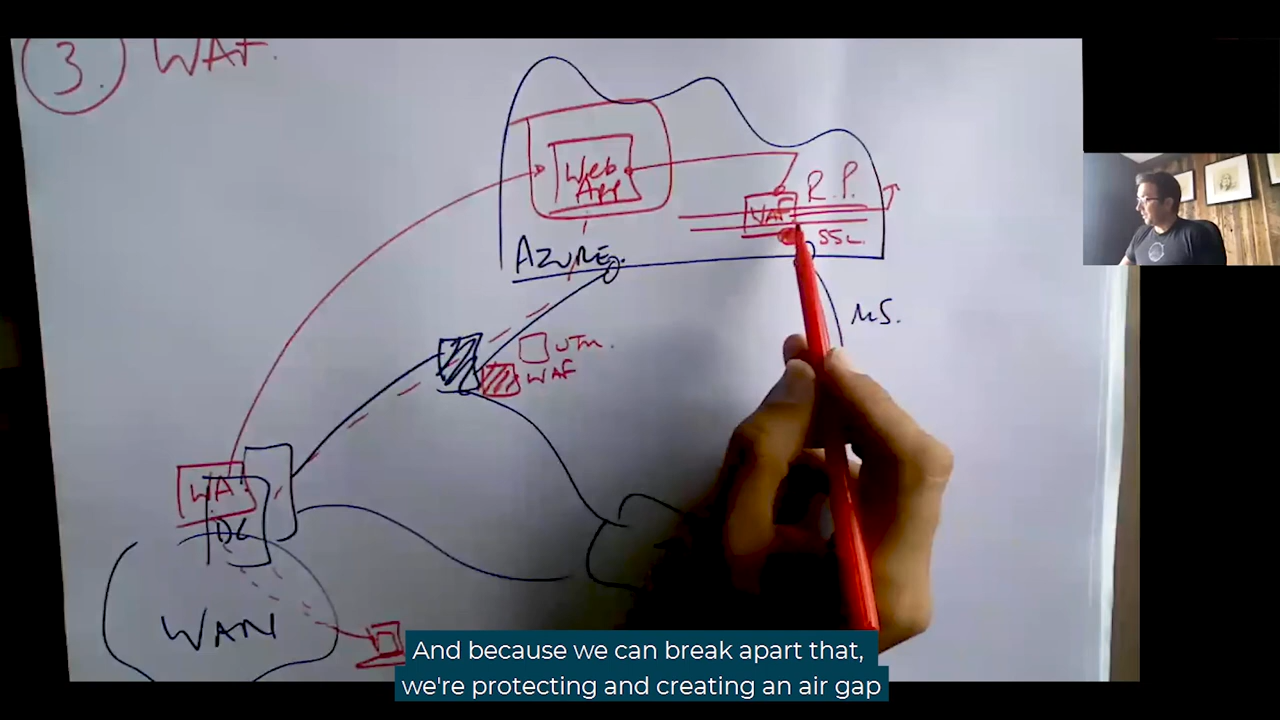 3. WAF.
Web
App
R.P.
WAF
SSL
AZURE.
MS.
UTM.
WAF
WA
DC
WAN
And because we can break apart that,
we're protecting and creating an air gap